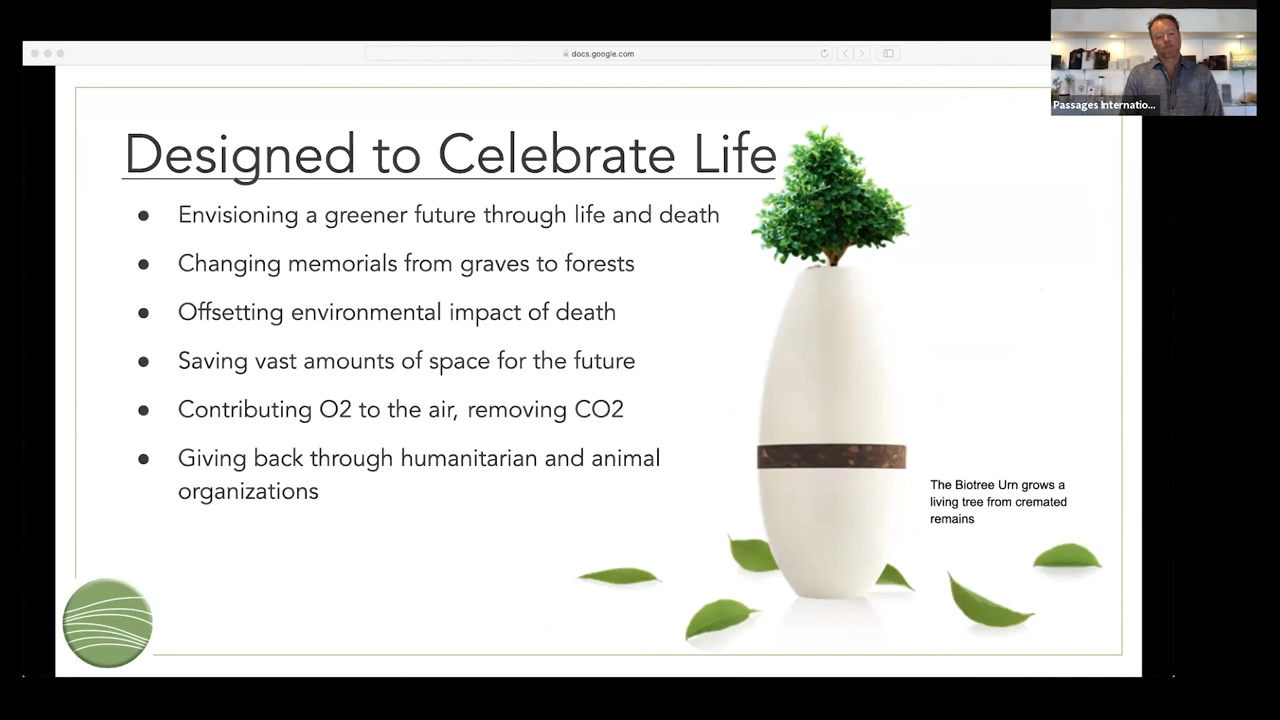 docs.google.com
Passages Internatio...
Designed to Celebrate Life
● Envisioning a greener future through life and death
● Changing memorials from graves to forests
● Offsetting environmental impact of death
● Saving vast amounts of space for the future
● Contributing O2 to the air, removing CO2
● Giving back through humanitarian and animal
organizations
The Biotree Urn grows a
living tree from cremated
remains